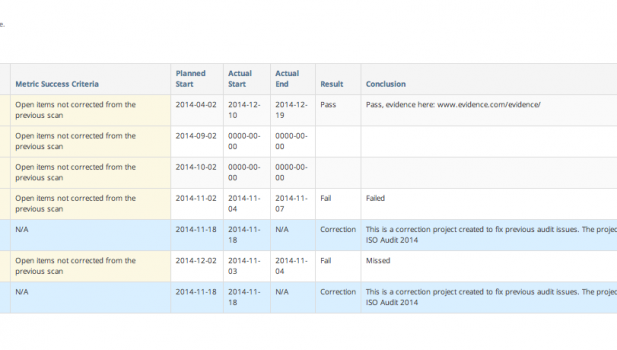 e.
Metric Success Criteria Planned Start Actual Start Actual End Result Conclusion
Open items not corrected from the previous scan 2014-04-02 2014-12-10 2014-12-19 Pass Pass, evidence here: www.evidence.com/evidence/
Open items not corrected from the previous scan 2014-09-02 0000-00-00 0000-00-00
Open items not corrected from the previous scan 2014-10-02 0000-00-00 0000-00-00
Open items not corrected from the previous scan 2014-11-02 2014-11-04 2014-11-07 Fail Failed
N/A 2014-11-18 2014-11-18 N/A Correction This is a correction project created to fix previous audit issues. The projec ISO Audit 2014
Open items not corrected from the previous scan 2014-12-02 2014-11-03 2014-11-04 Fail Missed
N/A 2014-11-18 2014-11-18 N/A Correction This is a correction project created to fix previous audit issues. The projec ISO Audit 2014